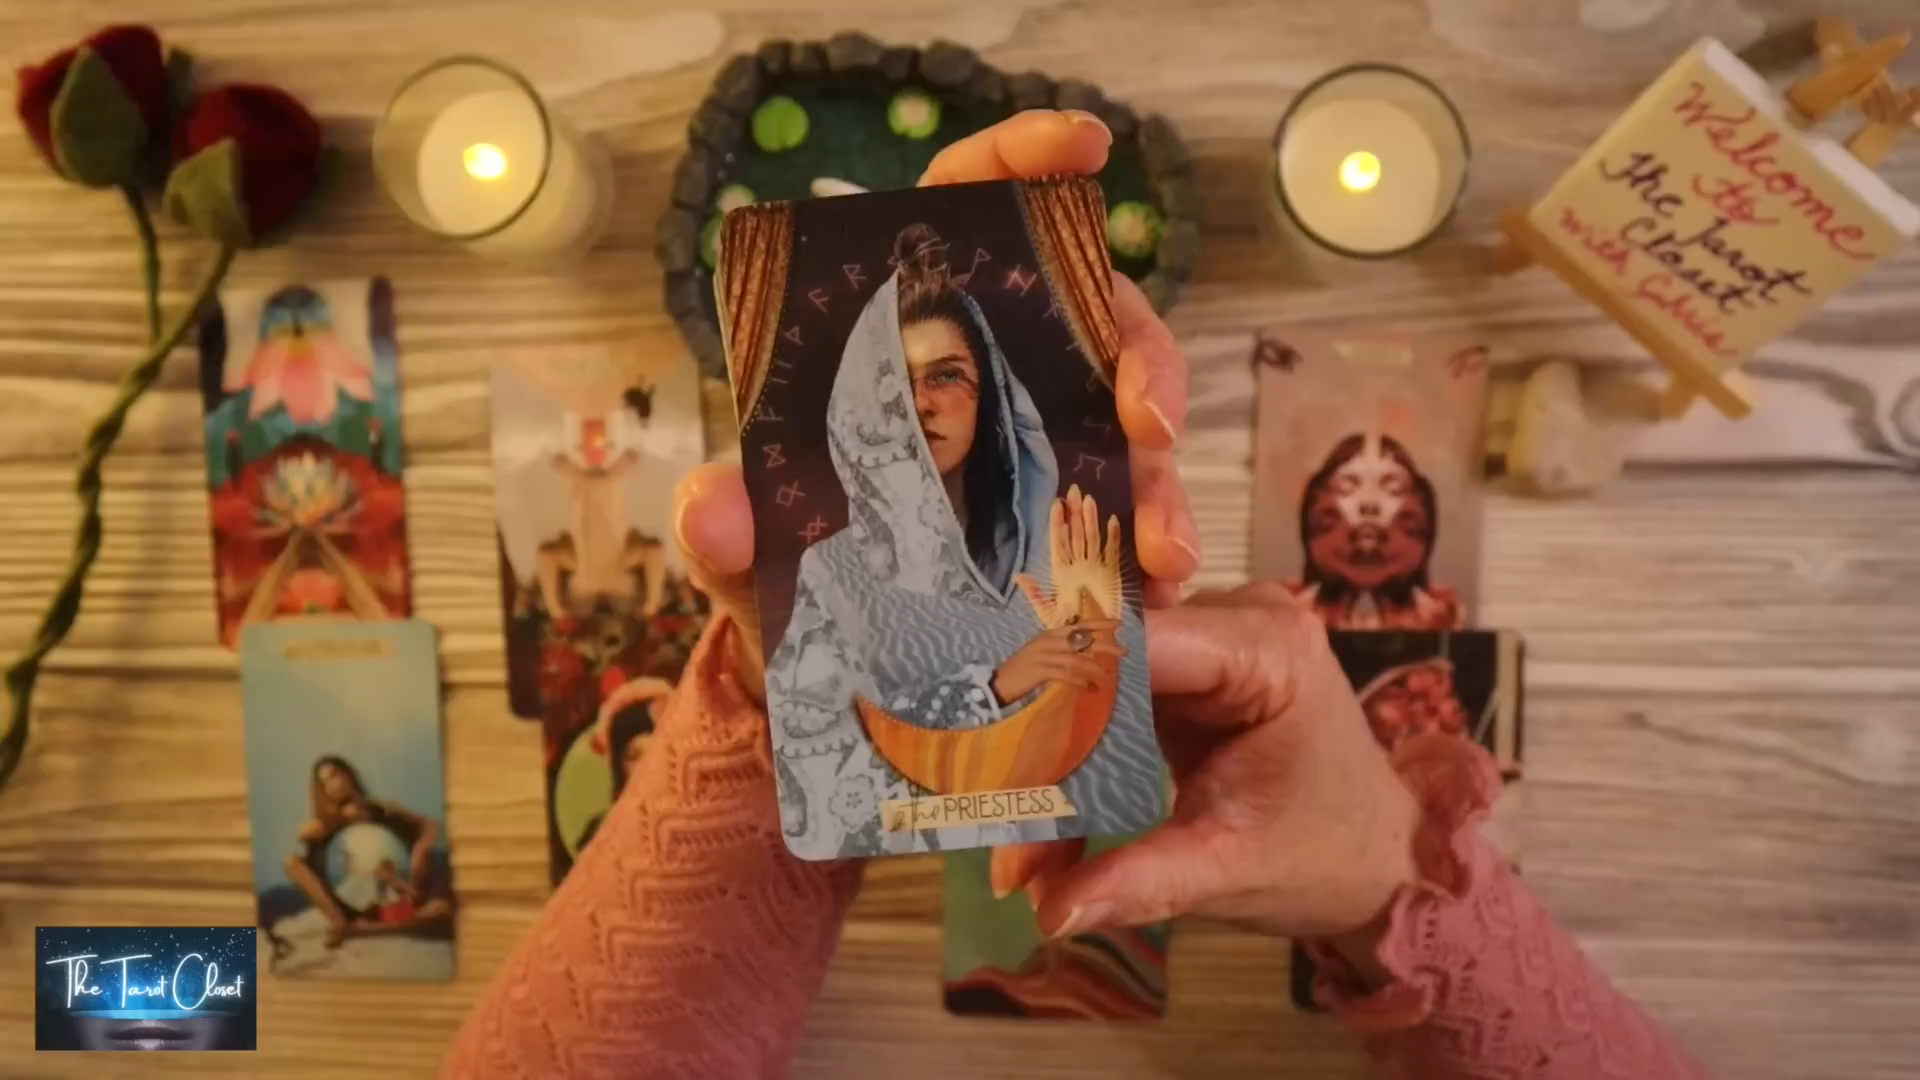 Welcome
to
The Tarot
Closet
with
the PRIESTESS
The Tarot Closet